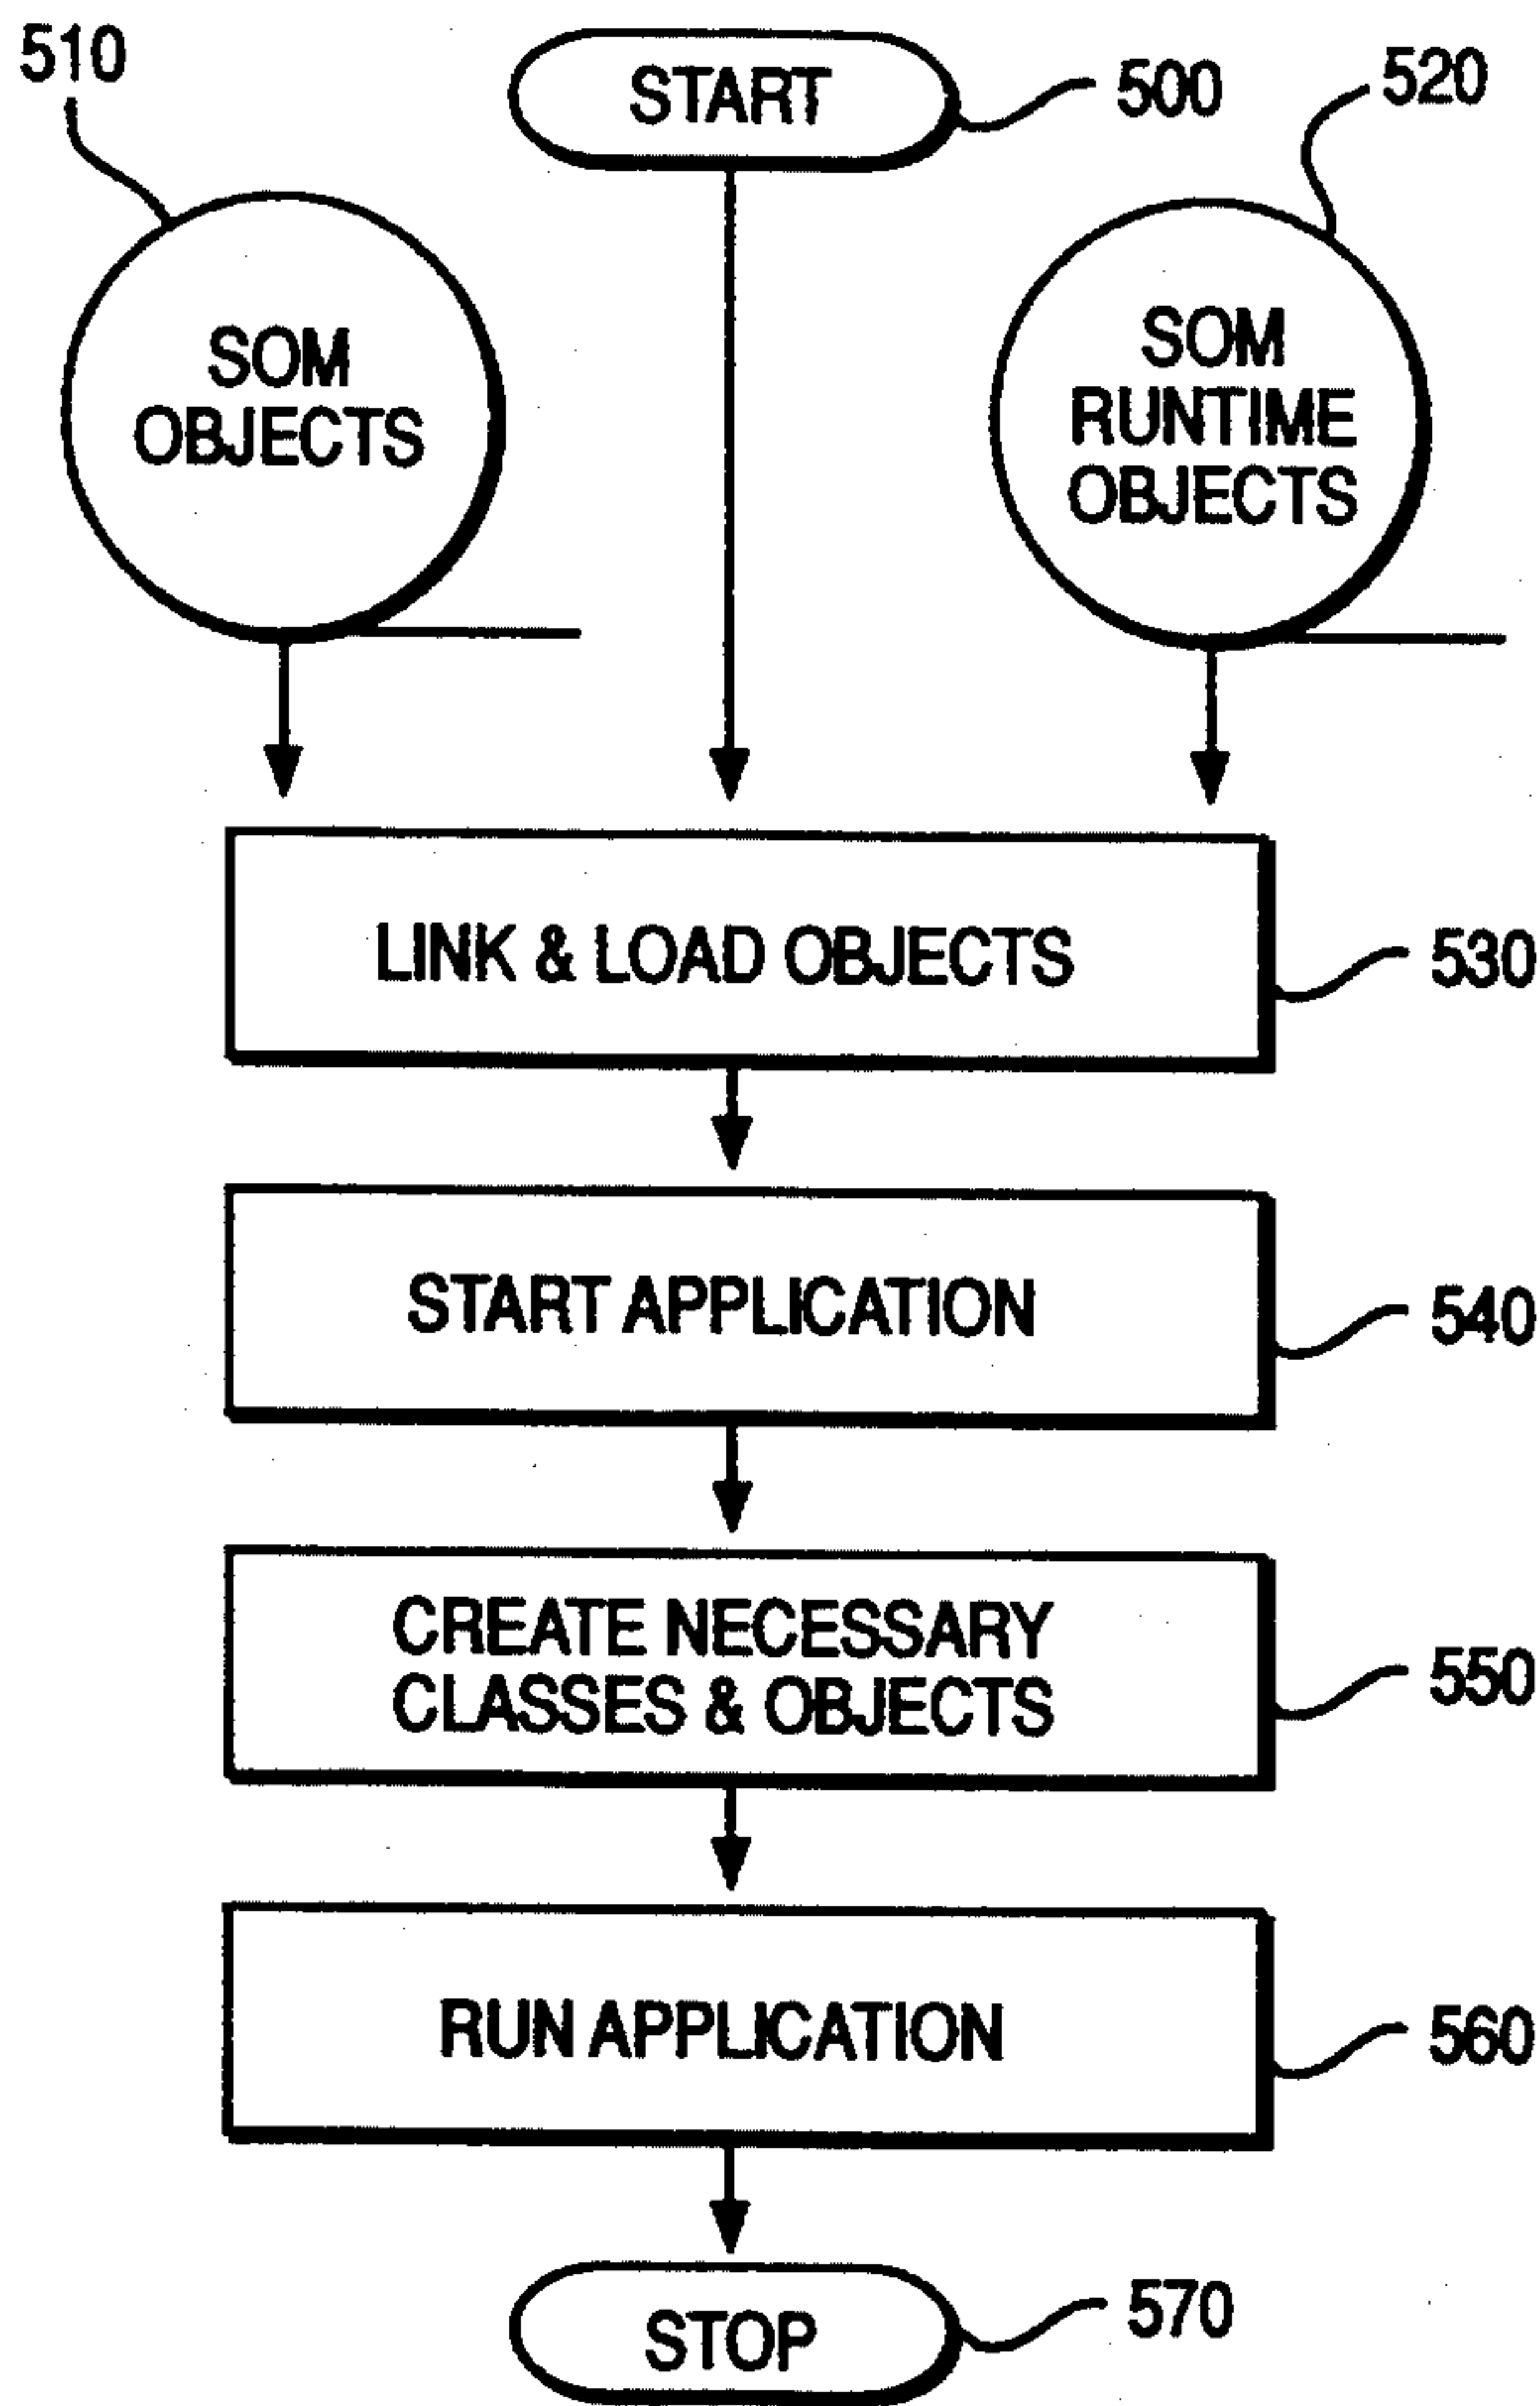 510
START
500
520
SOM
OBJECTS
SOM
RUNTIME
OBJECTS
LINK & LOAD OBJECTS
530
START APPLICATION
540
CREATE NECESSARY
CLASSES & OBJECTS
550
RUN APPLICATION
560
STOP
570